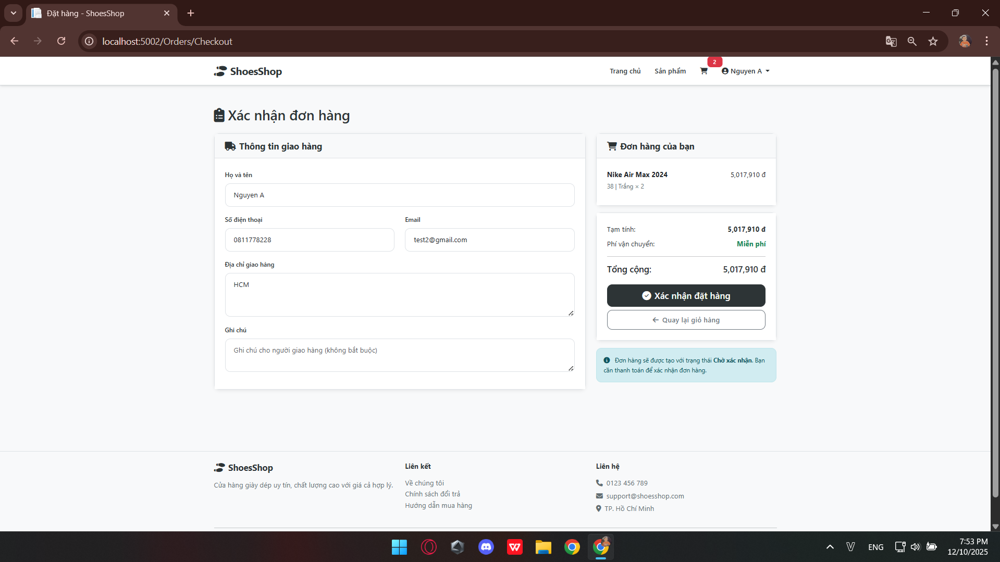 Đặt hàng - ShoesShop
localhost:5002/Orders/Checkout
ShoesShop
Trang chủ
Sản phẩm
2
Nguyen A
Xác nhận đơn hàng
Thông tin giao hàng
Họ và tên
Nguyen A
Số điện thoại
Email
0811778228
test2@gmail.com
Địa chỉ giao hàng
HCM
Ghi chú
Ghi chú cho người giao hàng (không bắt buộc)
Đơn hàng của bạn
Nike Air Max 2024
5,017,910 đ
38 | Trắng × 2
Tạm tính:
5,017,910 đ
Phí vận chuyển:
Miễn phí
Tổng cộng:
5,017,910 đ
Xác nhận đặt hàng
Quay lại giỏ hàng
Đơn hàng sẽ được tạo với trạng thái Chờ xác nhận. Bạn
cần thanh toán để xác nhận đơn hàng.
ShoesShop
Cửa hàng giày dép uy tín, chất lượng cao với giá cả hợp lý.
Liên kết
Về chúng tôi
Chính sách đổi trả
Hướng dẫn mua hàng
Liên hệ
0123 456 789
support@shoesshop.com
TP. Hồ Chí Minh
ENG
7:53 PM
12/10/2025